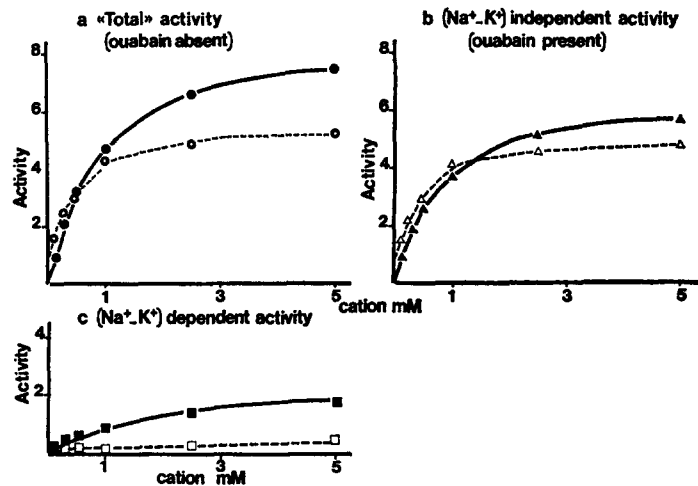 a «Total» activity
(ouabain absent)
8
6
4
2
Activity
1
3
5
b (Na⁺-K⁺) independent activity
(ouabain present)
8
6
4
2
Activity
1
3
5
cation mM
c (Na⁺-K⁺) dependent activity
4
2
Activity
1
3
5
cation mM